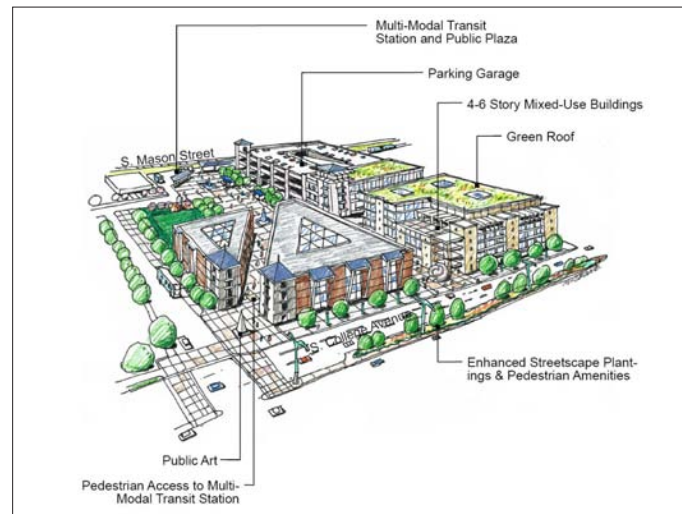 Multi-Modal Transit
Station and Public Plaza
Parking Garage
4-6 Story Mixed-Use Buildings
Green Roof
S. Mason Street
S. College Avenue
Enhanced Streetscape Plant-
ings & Pedestrian Amenities
Public Art
Pedestrian Access to Multi-
Modal Transit Station